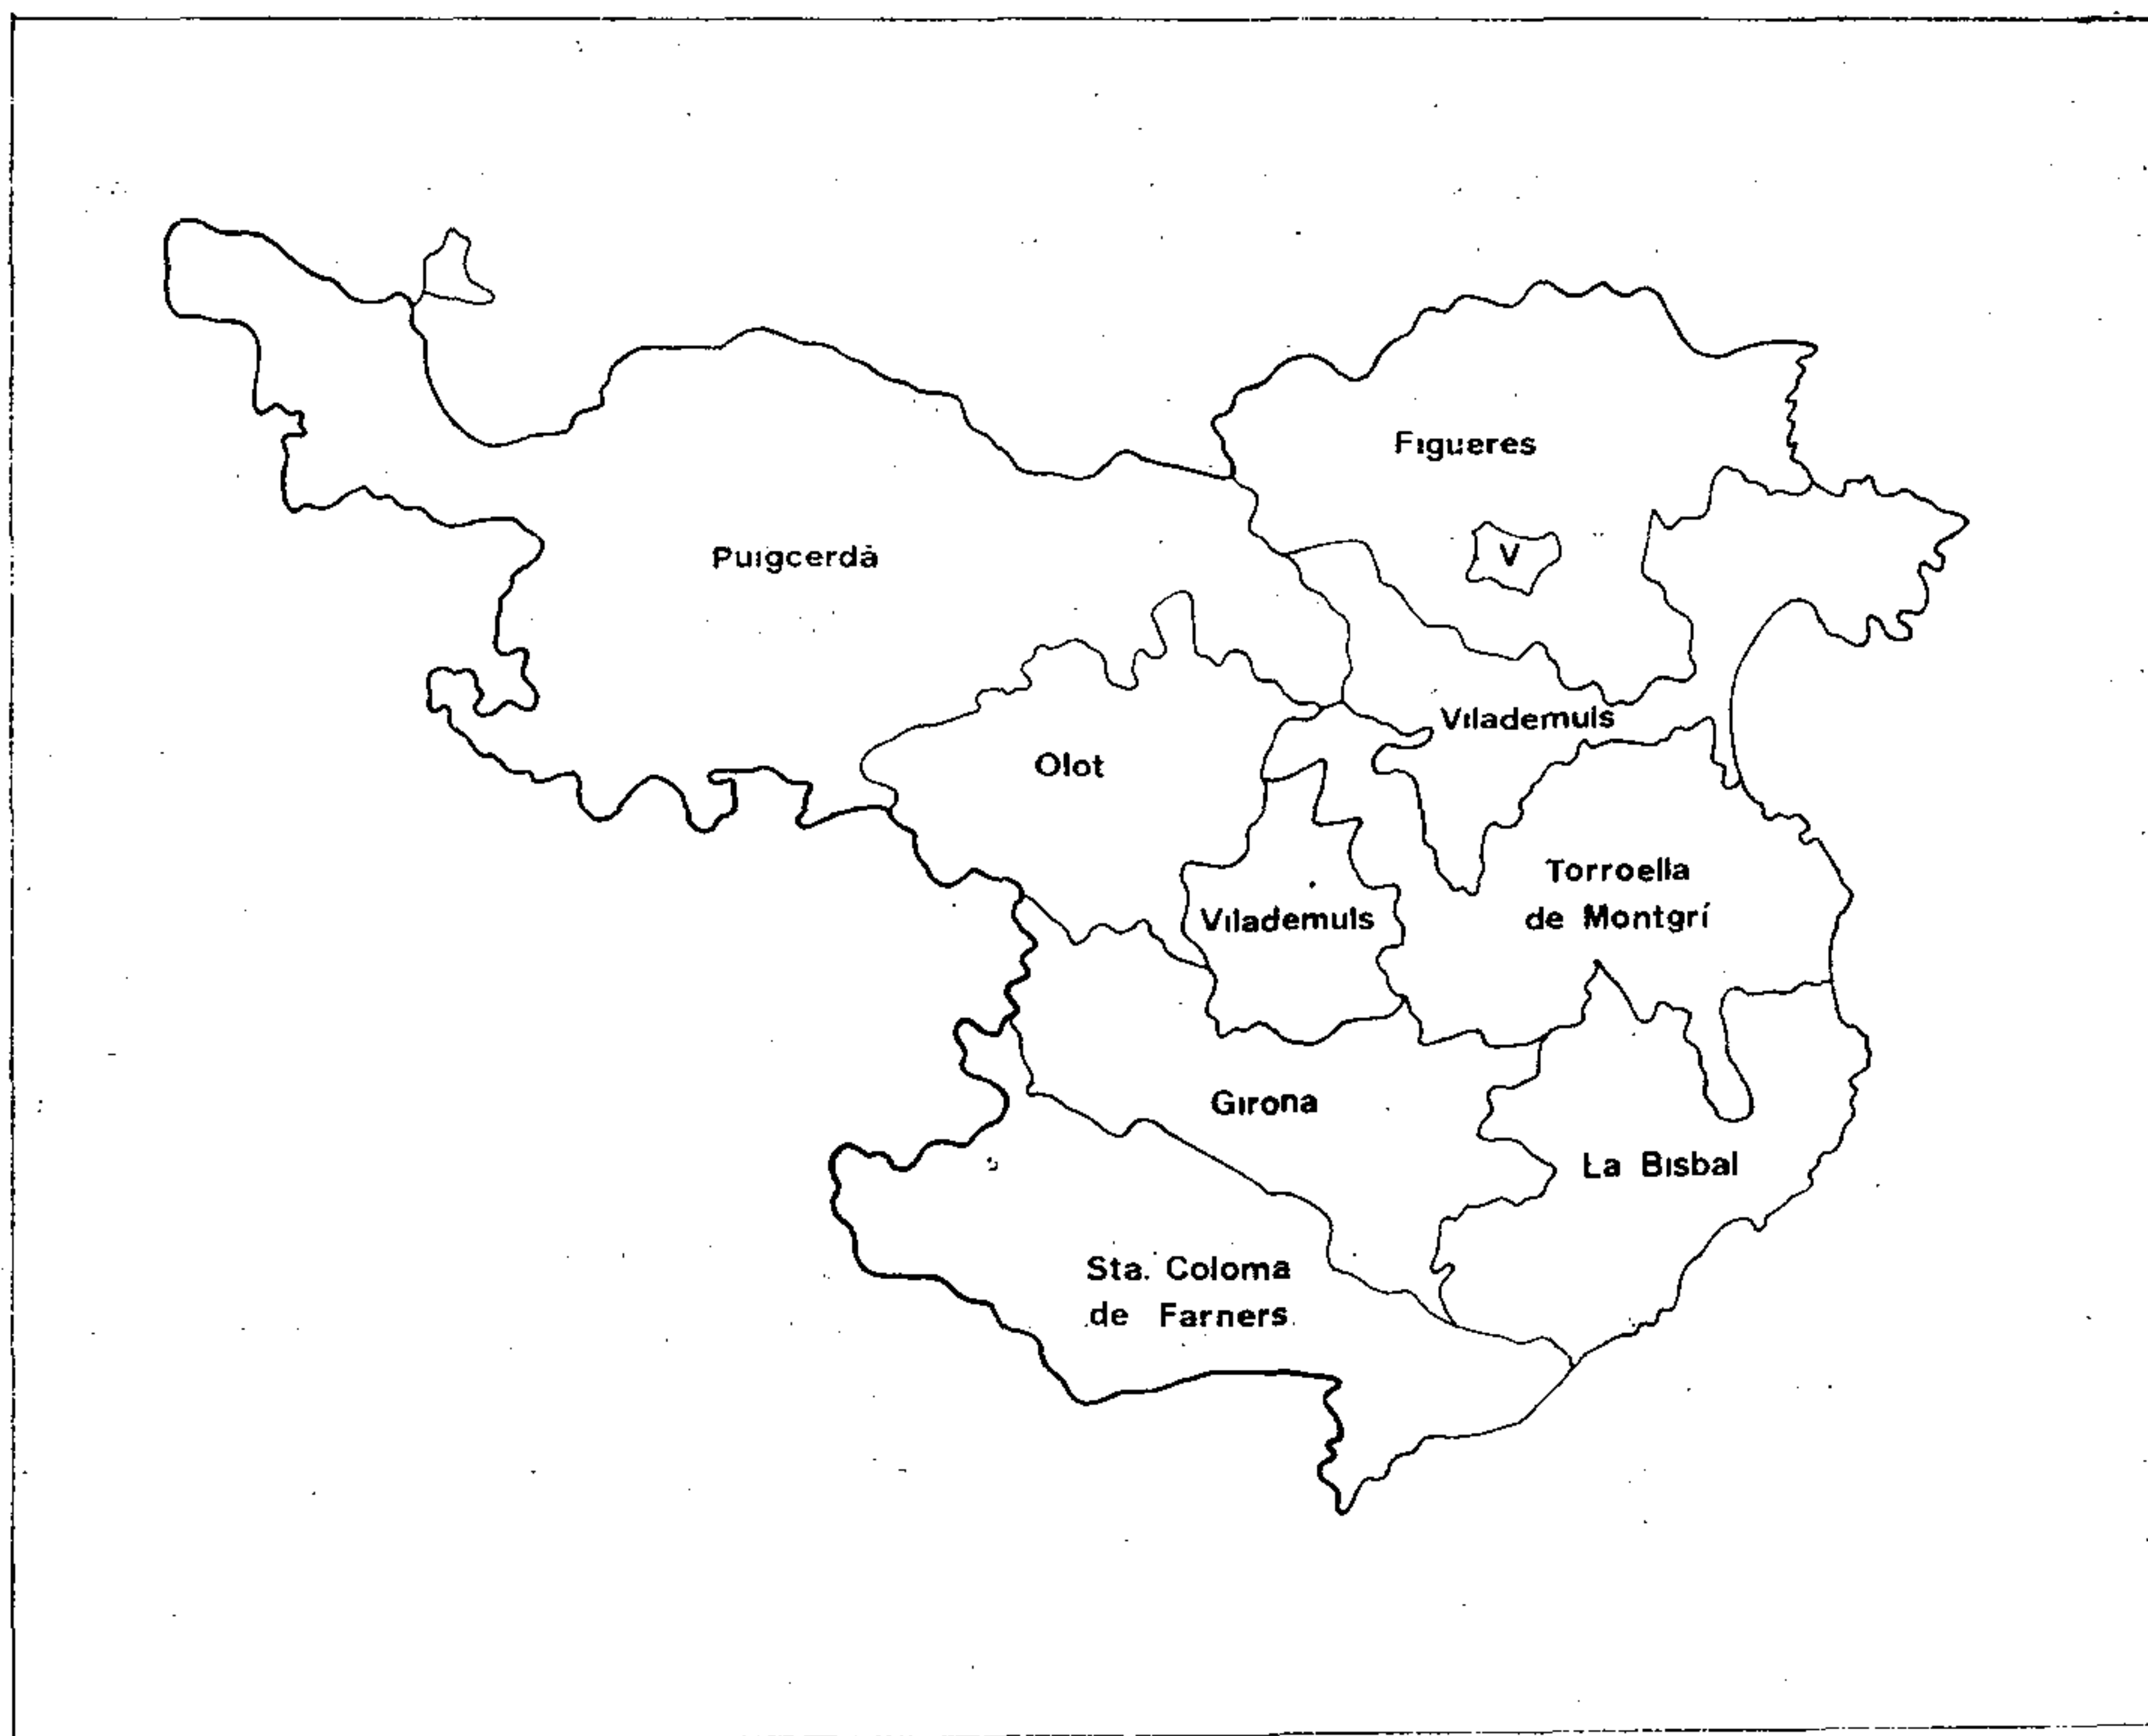 Figueres
V
Puigcerdà
Vilademuls
Olot
Torroella
de Montgrí
Vilademuls
Girona
La Bisbal
Sta. Coloma
de Farners